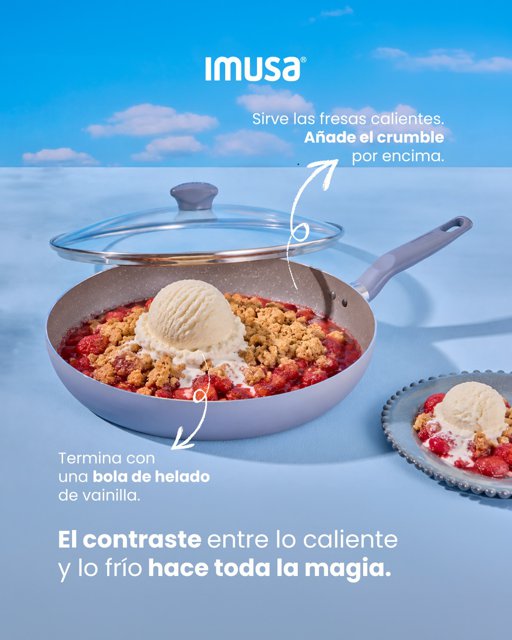 IMUSA®
Sirve las fresas calientes.
Añade el crumble
por encima.
Termina con
una bola de helado
de vainilla.
El contraste entre lo caliente
y lo frío hace toda la magia.